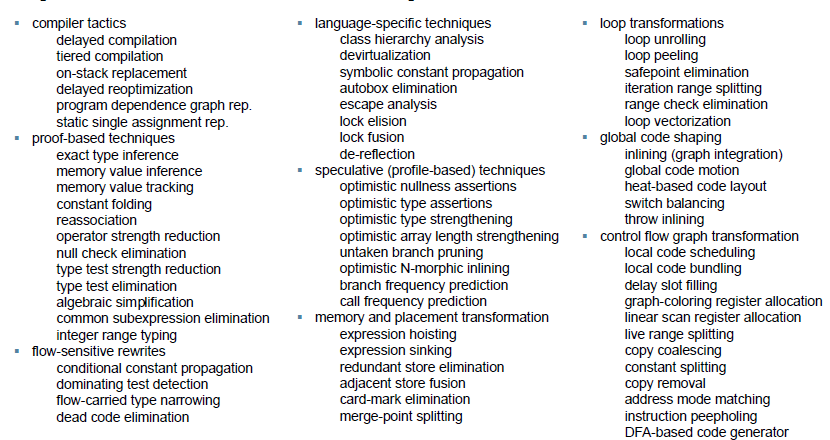 ▪ compiler tactics
delayed compilation
tiered compilation
on-stack replacement
delayed reoptimization
program dependence graph rep.
static single assignment rep.
▪ proof-based techniques
exact type inference
memory value inference
memory value tracking
constant folding
reassociation
operator strength reduction
null check elimination
type test strength reduction
type test elimination
algebraic simplification
common subexpression elimination
integer range typing
▪ flow-sensitive rewrites
conditional constant propagation
dominating test detection
flow-carried type narrowing
dead code elimination
▪ language-specific techniques
class hierarchy analysis
devirtualization
symbolic constant propagation
autobox elimination
escape analysis
lock elision
lock fusion
de-reflection
▪ speculative (profile-based) techniques
optimistic nullness assertions
optimistic type assertions
optimistic type strengthening
optimistic array length strengthening
untaken branch pruning
optimistic N-morphic inlining
branch frequency prediction
call frequency prediction
▪ memory and placement transformation
expression hoisting
expression sinking
redundant store elimination
adjacent store fusion
card-mark elimination
merge-point splitting
▪ loop transformations
loop unrolling
loop peeling
safepoint elimination
iteration range splitting
range check elimination
loop vectorization
▪ global code shaping
inlining (graph integration)
global code motion
heat-based code layout
switch balancing
throw inlining
▪ control flow graph transformation
local code scheduling
local code bundling
delay slot filling
graph-coloring register allocation
linear scan register allocation
live range splitting
copy coalescing
constant splitting
copy removal
address mode matching
instruction peepholing
DFA-based code generator